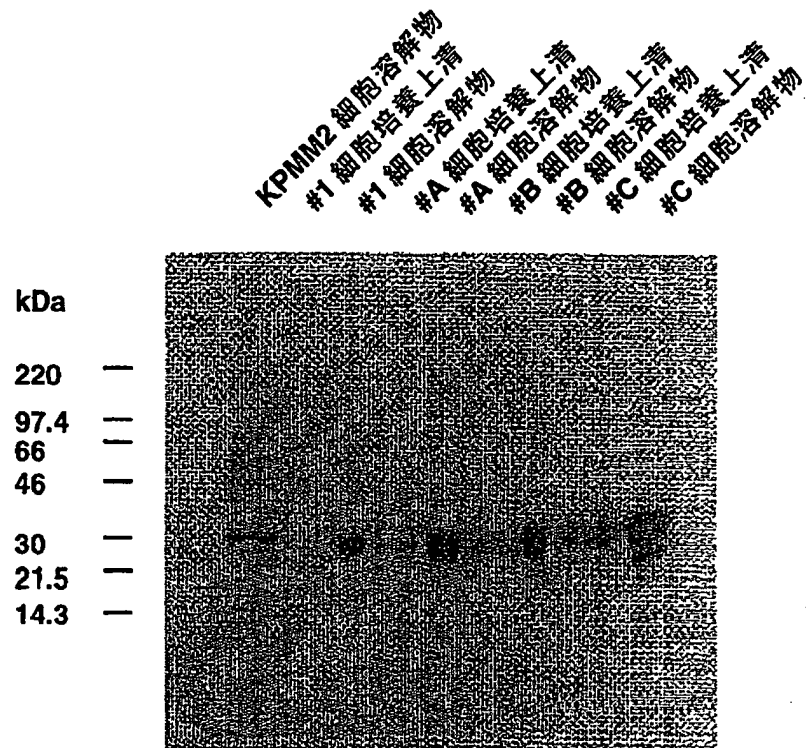 KPMM2 細胞溶解物
#1 細胞培養上清
#1 細胞溶解物
#A 細胞培養上清
#A 細胞溶解物
#B 細胞培養上清
#B 細胞溶解物
#C 細胞培養上清
#C 細胞溶解物
kDa
220
97.4
66
46
30
21.5
14.3